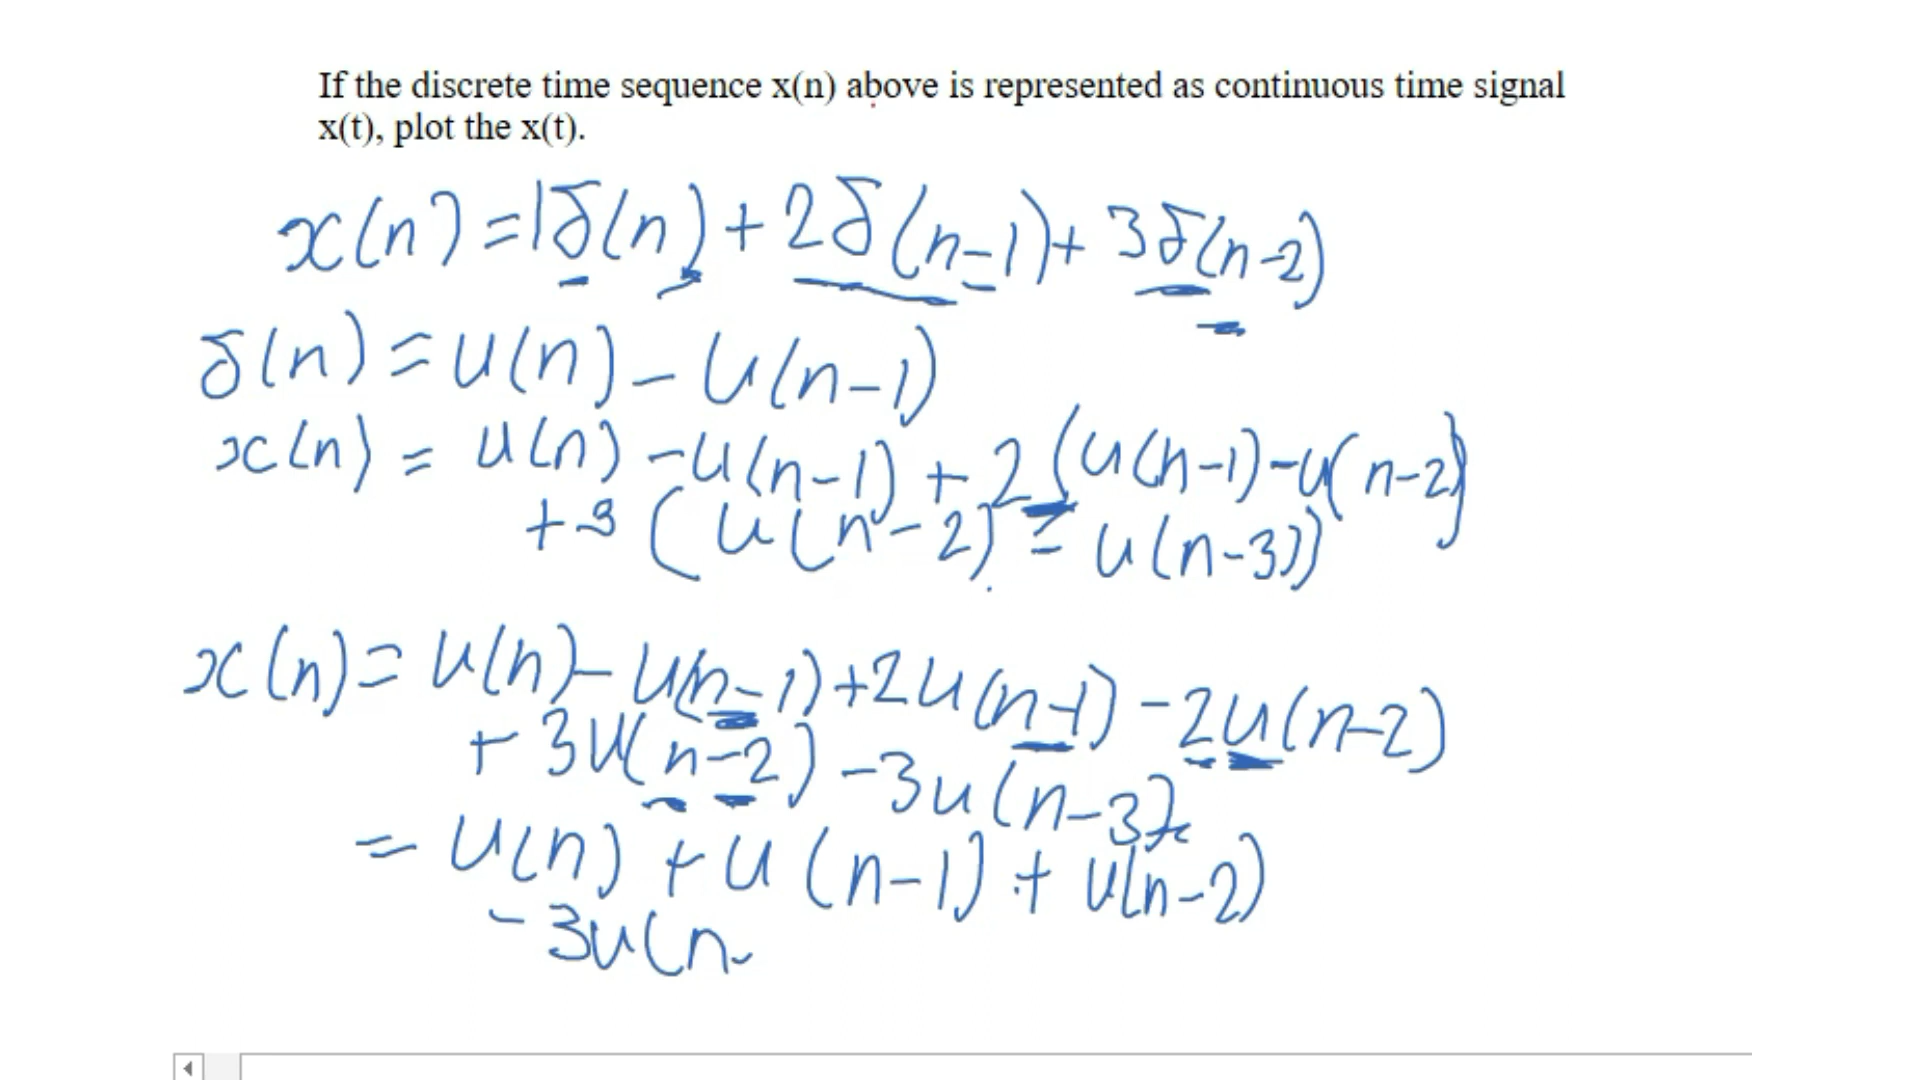 If the discrete time sequence x(n) above is represented as continuous time signal
x(t), plot the x(t).
x(n) = 1δ(n) + 2δ(n-1) + 3δ(n-2)
δ(n) = u(n) - u(n-1)
x(n) = u(n) - u(n-1) + 2(u(n-1) - u(n-2)
+3 (u(n-2) - u(n-3))
x(n) = u(n) - u(n-1) + 2u(n-1) - 2u(n-2)
+ 3u(n-2) - 3u(n-3)
= u(n) + u(n-1) + u(n-2)
- 3u(n-